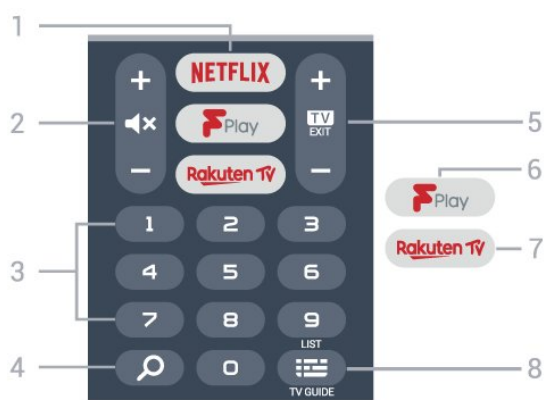 1
NETFLIX
+
+
2
F Play
TV
EXIT
5
-
Rakuten TV
-
6
F Play
3
1 2 3
Rakuten TV
7
4 5 6
7 8 9
LIST
4
0
8
TV GUIDE